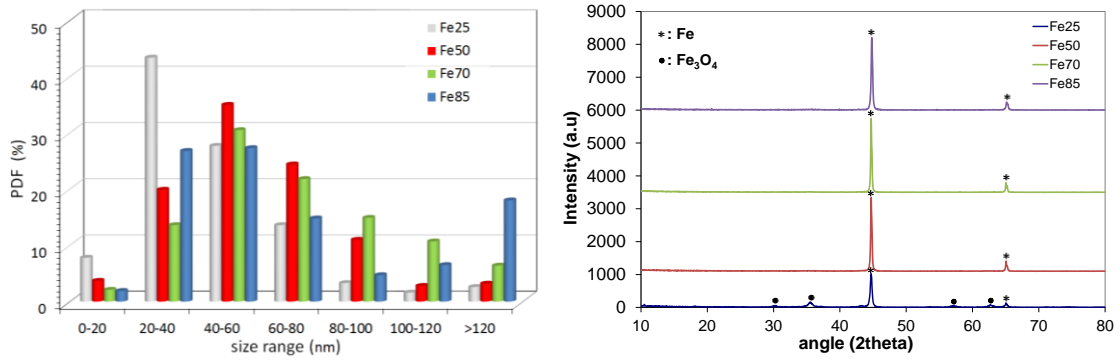 50
40
30
20
10
0
PDF (%)
Fe25
Fe50
Fe70
Fe85
0-20 20-40 40-60 60-80 80-100 100-120 >120
size range (nm)
9000
8000
7000
6000
5000
4000
3000
2000
1000
0
Intensity (a.u)
*: Fe
●: Fe₃O₄
Fe25
Fe50
Fe70
Fe85
* *
* *
* *
● ● * ● ● *
10 20 30 40 50 60 70 80
angle (2theta)